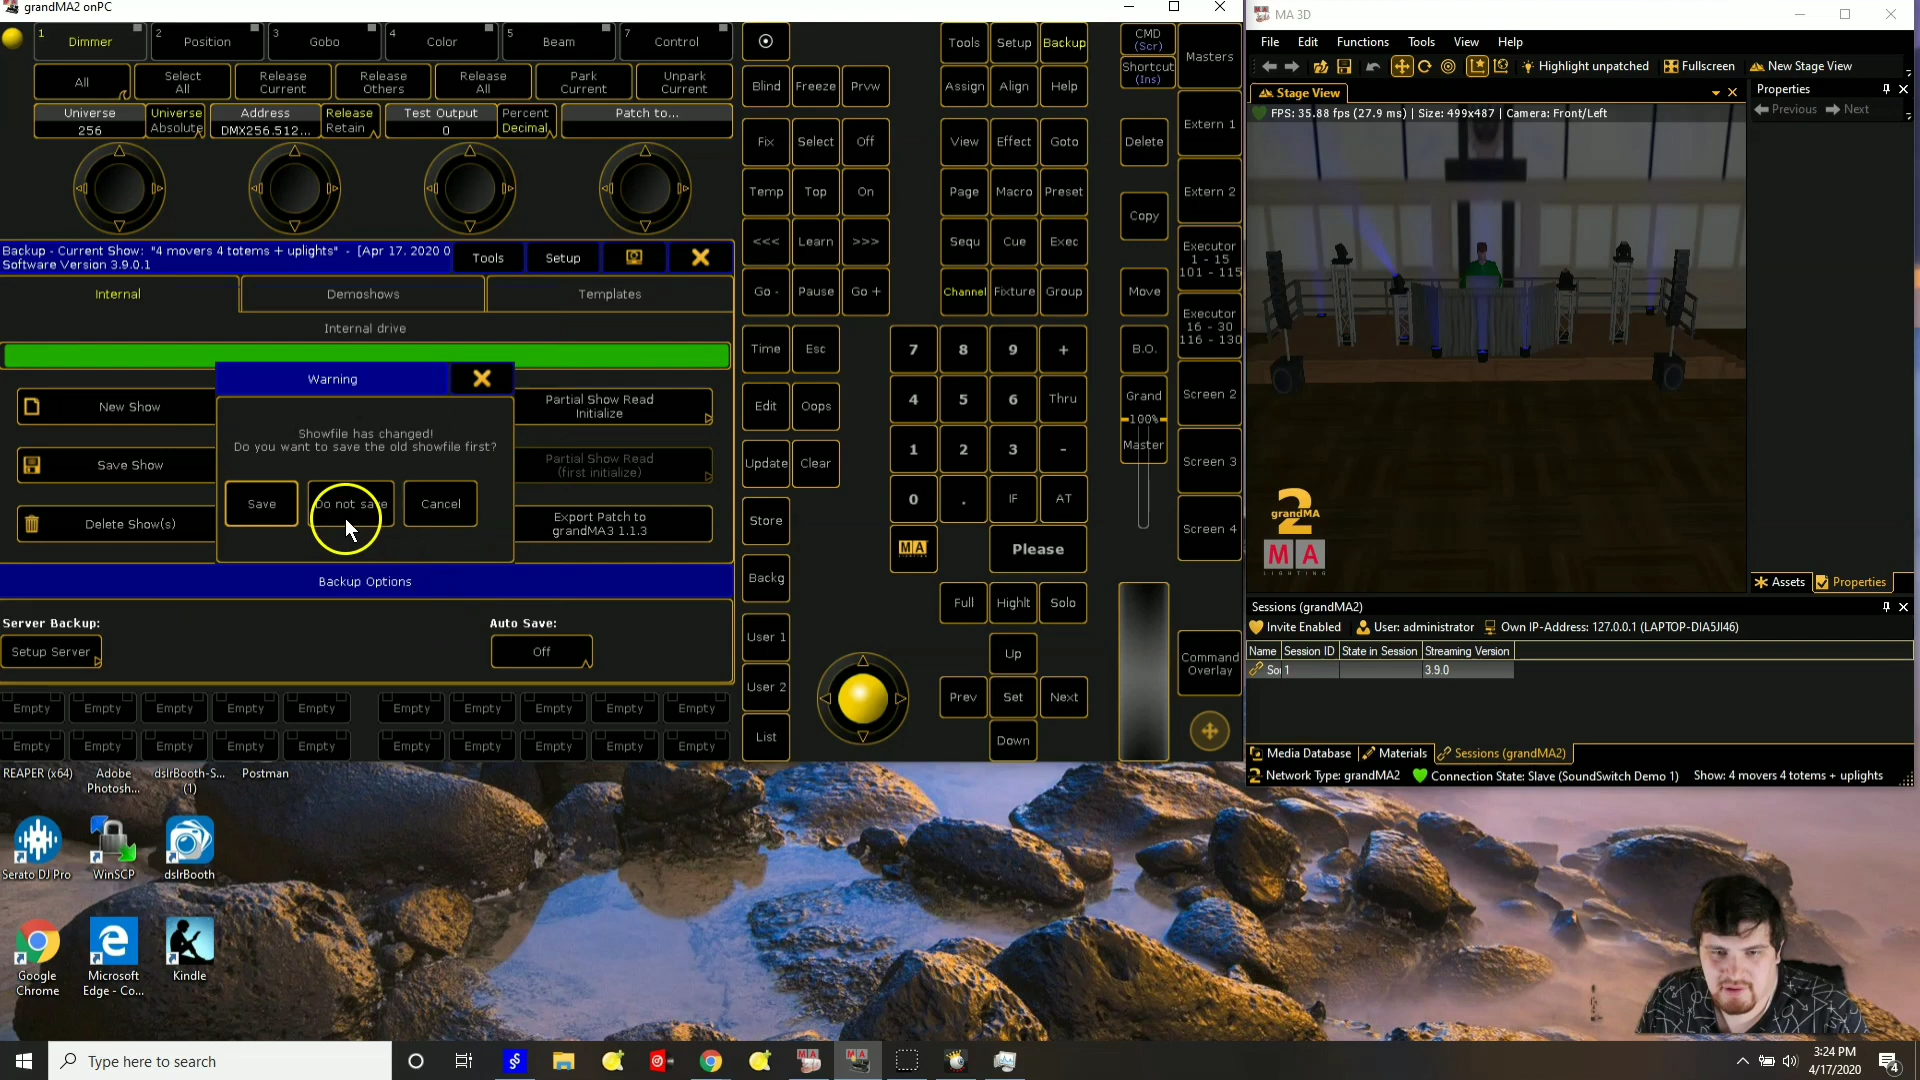 grandMA2 onPC
1 Dimmer
2 Position
3 Gobo
4 Color
5 Beam
7 Control
All
Select All
Release Current
Release Others
Release All
Park Current
Unpark Current
Universe
256
Universe
Absolute
Address
DMX256.512...
Release
Retain
Test Output
0
Percent
Decimal
Patch to...
Backup - Current Show: "4 movers 4 totems + uplights" - [Apr 17. 2020 0
Software Version 3.9.0.1
Tools
Setup
Internal
Demoshows
Templates
Internal drive
New Show
Save Show
Delete Show(s)
Partial Show Read
Initialize
Partial Show Read
(first initialize)
Export Patch to
grandMA3 1.1.3
Warning
Showfile has changed!
Do you want to save the old showfile first?
Save
Do not save
Cancel
Backup Options
Server Backup:
Setup Server
Auto Save:
Off
Empty Empty Empty Empty Empty Empty Empty Empty Empty Empty
Empty Empty Empty Empty Empty Empty Empty Empty Empty Empty
Blind Freeze Prvw
Fix Select Off
Temp Top On
<<< Learn >>>
Go - Pause Go +
Time Esc
Edit Oops
Update Clear
Store
Backg
User 1
User 2
List
Tools Setup Backup
Assign Align Help
View Effect Goto
Page Macro Preset
Sequ Cue Exec
Channel Fixture Group
7 8 9 +
4 5 6 Thru
1 2 3 -
0 . IF AT
MA Please
Full Highlt Solo
Up
Prev Set Next
Down
CMD
(Scr)
Shortcut
(Ins)
Delete
Copy
Move
B.O.
Grand
100%
Master
Masters
Extern 1
Extern 2
Executor
1 - 15
101 - 115
Executor
16 - 30
116 - 130
Screen 2
Screen 3
Screen 4
Command
Overlay
MA 3D
File Edit Functions Tools View Help
Highlight unpatched
Fullscreen
New Stage View
Stage View
FPS: 35.88 fps (27.9 ms) | Size: 499x487 | Camera: Front/Left
2
grandMA
MA
LIGHTING
Properties
Previous Next
Assets
Properties
Sessions (grandMA2)
Invite Enabled
User: administrator
Own IP-Address: 127.0.0.1 (LAPTOP-DIA5JI46)
Name Session ID State in Session Streaming Version
So 1 3.9.0
Media Database
Materials
Sessions (grandMA2)
Network Type: grandMA2
Connection State: Slave (SoundSwitch Demo 1)
Show: 4 movers 4 totems + uplights
REAPER (x64)
Adobe
Photosh...
dslrBooth-S...
(1)
Postman
Serato DJ Pro
WinSCP
dslrBooth
Google
Chrome
Microsoft
Edge - Co...
Kindle
Type here to search
3:24 PM
4/17/2020
4